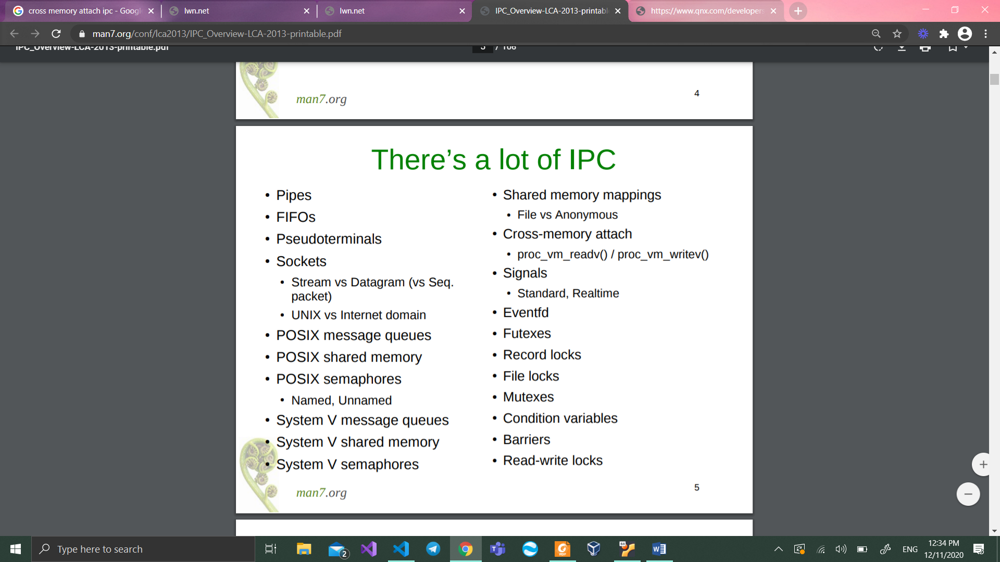 cross memory attach ipc - Googl
lwn.net
lwn.net
IPC_Overview-LCA-2013-printabl
https://www.qnx.com/developers
man7.org/conf/lca2013/IPC_Overview-LCA-2013-printable.pdf
IPC_Overview-LCA-2013-printable.pdf
5 / 106
man7.org
4
There’s a lot of IPC
• Pipes
• FIFOs
• Pseudoterminals
• Sockets
• Stream vs Datagram (vs Seq.
packet)
• UNIX vs Internet domain
• POSIX message queues
• POSIX shared memory
• POSIX semaphores
• Named, Unnamed
• System V message queues
• System V shared memory
• System V semaphores
• Shared memory mappings
• File vs Anonymous
• Cross-memory attach
• proc_vm_readv() / proc_vm_writev()
• Signals
• Standard, Realtime
• Eventfd
• Futexes
• Record locks
• File locks
• Mutexes
• Condition variables
• Barriers
• Read-write locks
man7.org
5
Type here to search
2
64
ENG
12:34 PM
12/11/2020